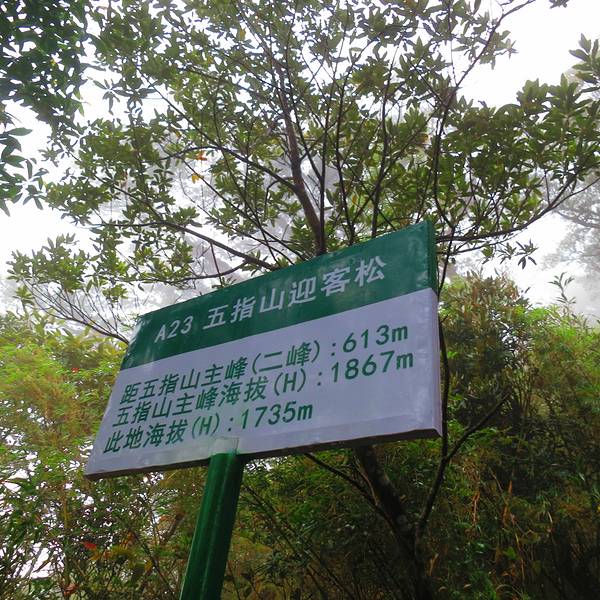 A23 五指山迎客松
距五指山主峰(二峰):613m
五指山主峰海拔(H):1867m
此地海拔(H):1735m